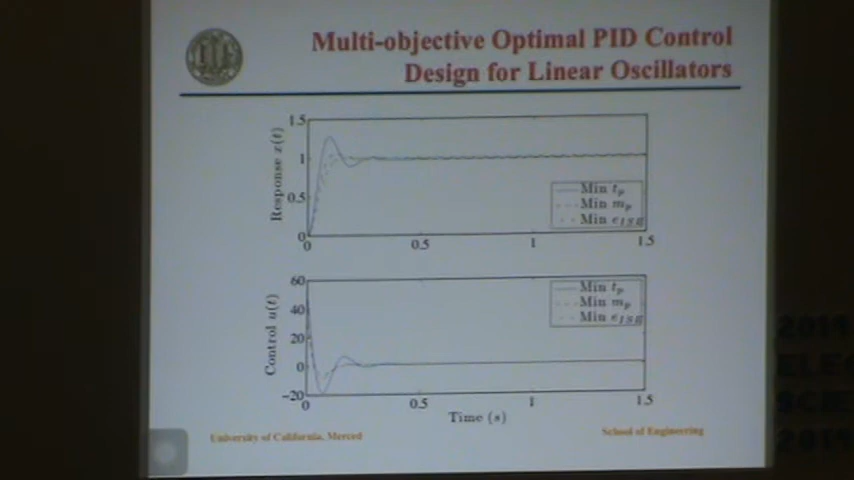 Multi-objective Optimal PID Control
Design for Linear Oscillators
1.5
1
0.5
0
Response x(t)
Min t_p
Min m_p
Min e_ISE
0 0.5 1 1.5
60
40
20
0
-20
Control u(t)
Min t_p
Min m_p
Min e_ISE
0 0.5 1 1.5
Time (s)
University of California, Merced
School of Engineering